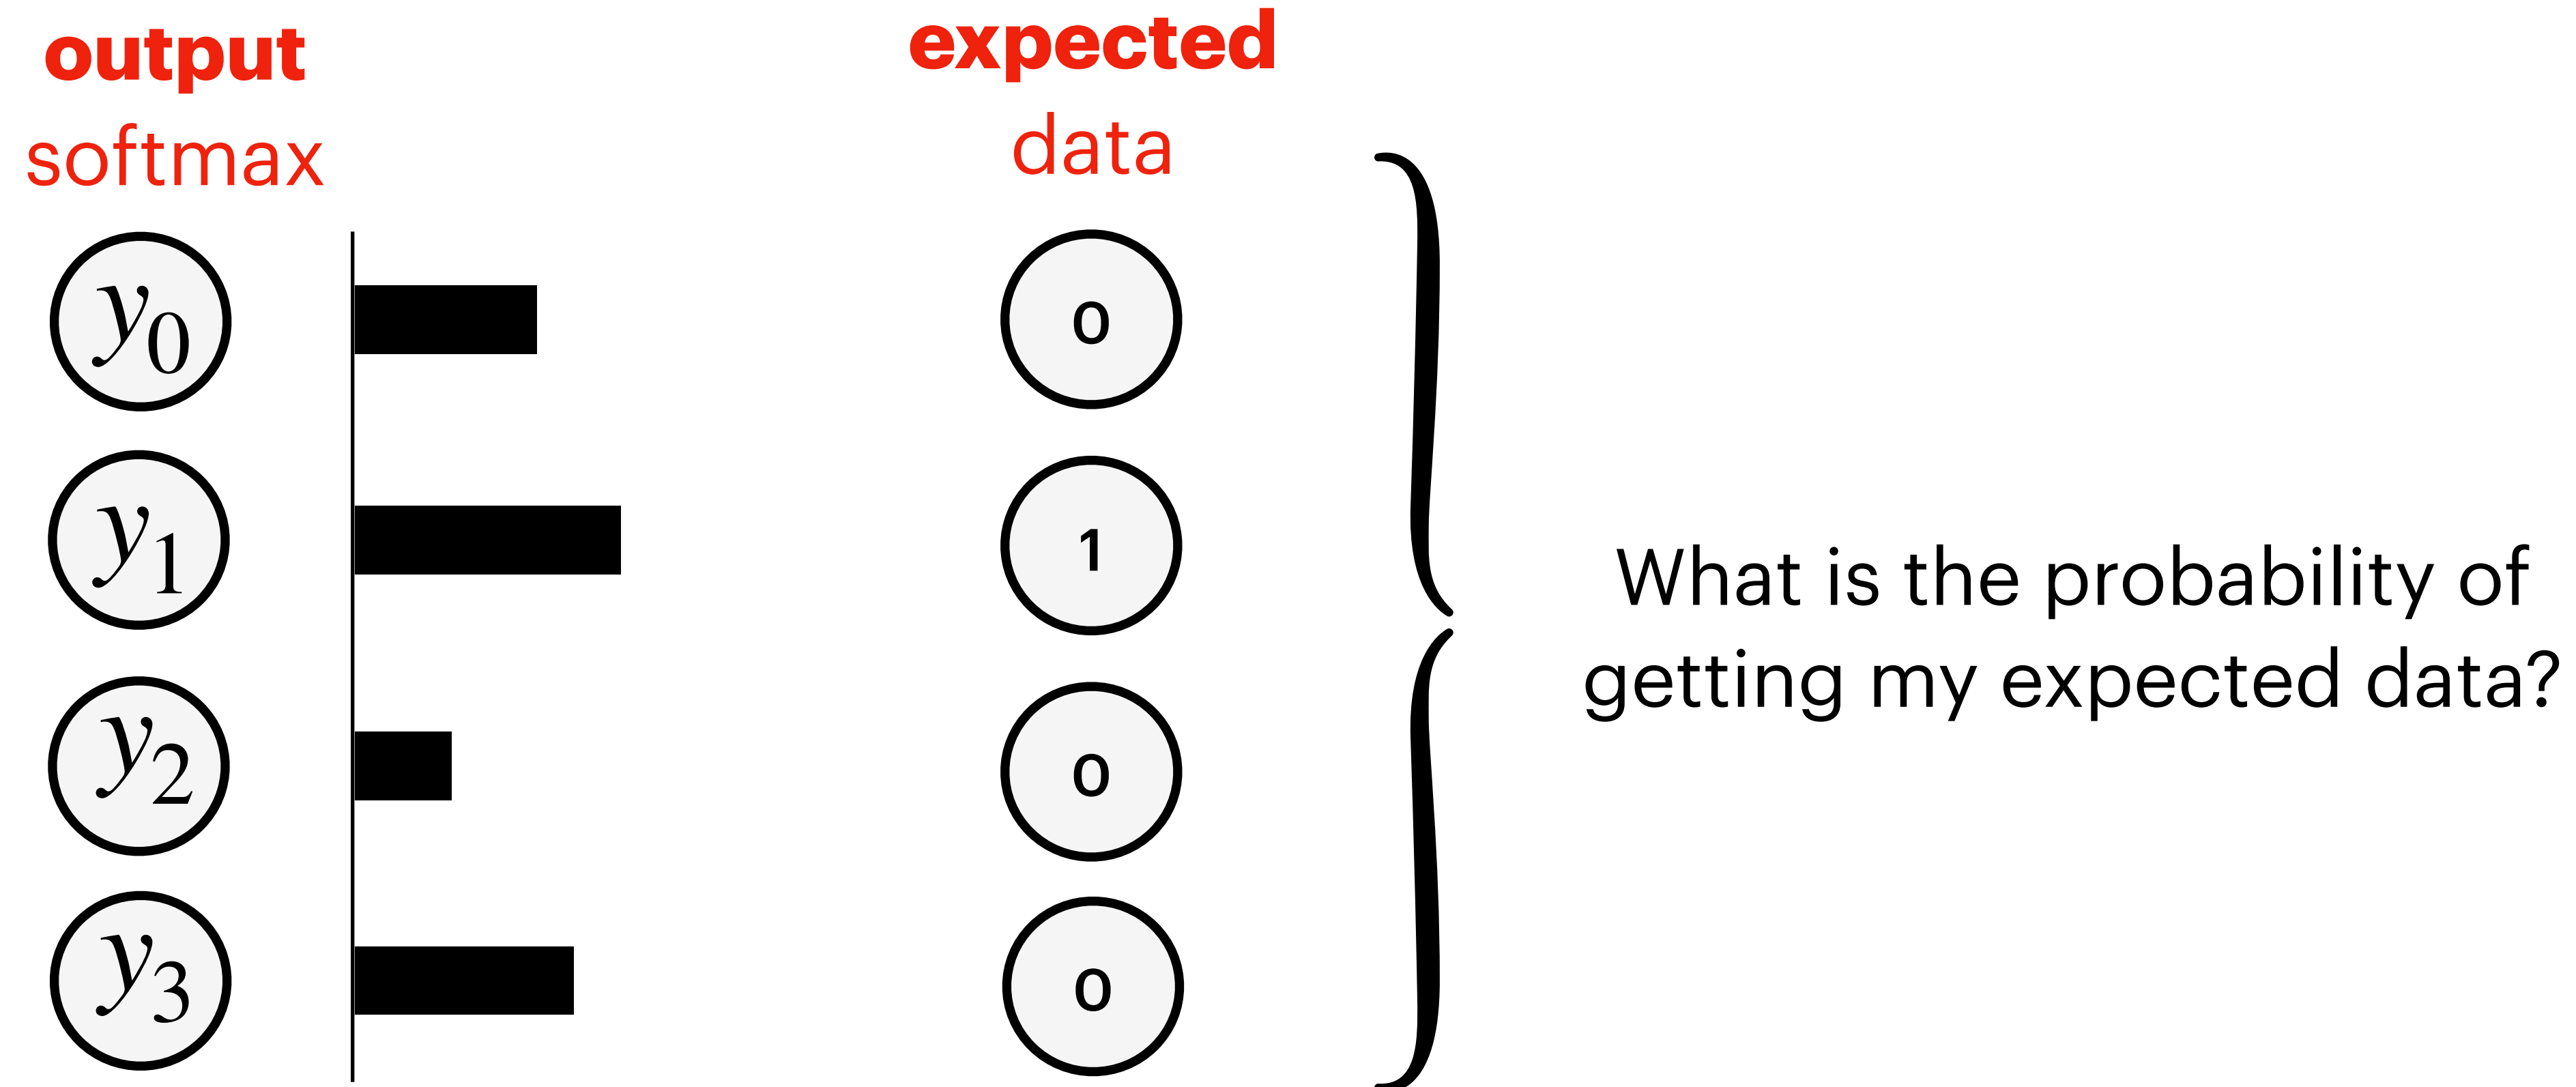 output
softmax
expected
data
y0
0
y1
1
y2
0
y3
0
What is the probability of
getting my expected data?